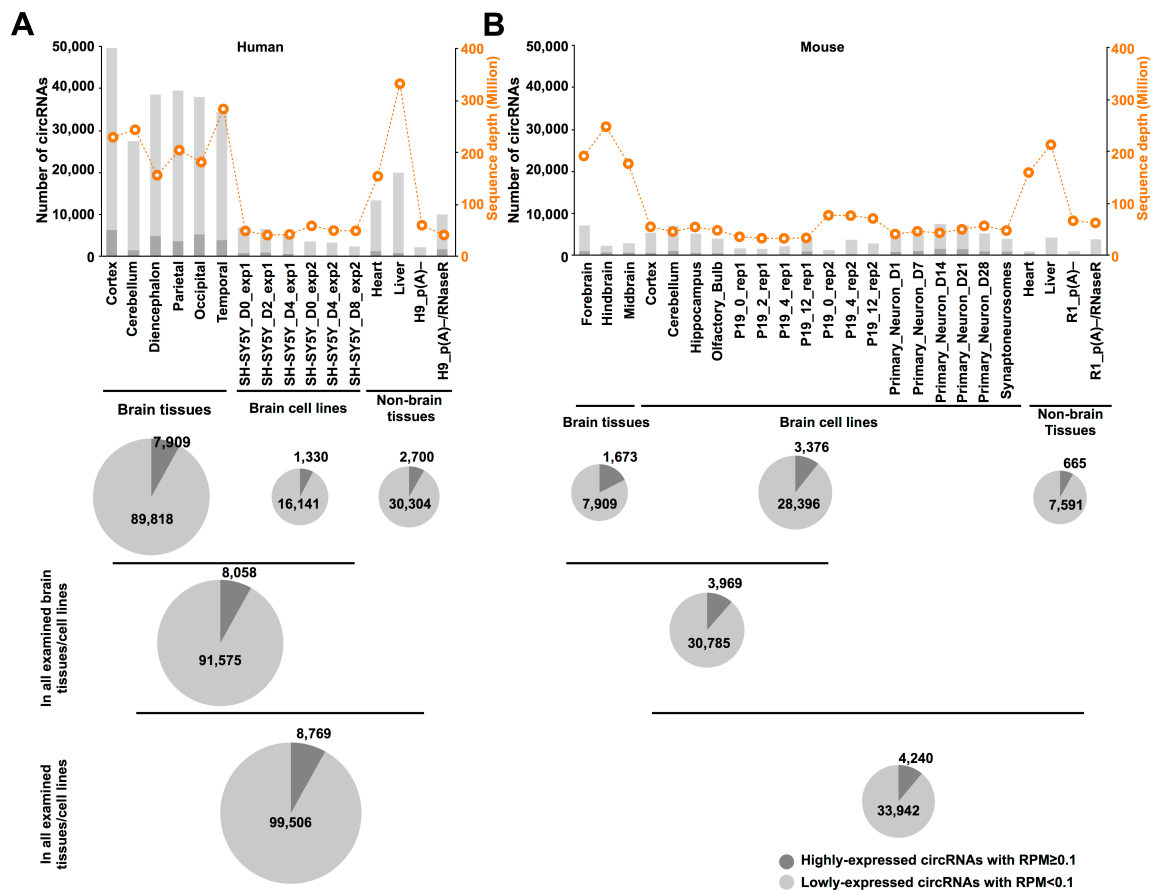 A
B
Human
Mouse
Number of circRNAs
50,000
40,000
30,000
20,000
10,000
0
400
300
200
100
0
Sequence depth (Million)
Cortex
Cerebellum
Diencephalon
Parietal
Occipital
Temporal
SH-SY5Y_D0_exp1
SH-SY5Y_D2_exp1
SH-SY5Y_D4_exp1
SH-SY5Y_D0_exp2
SH-SY5Y_D4_exp2
SH-SY5Y_D8_exp2
Heart
Liver
H9_p(A)–
H9_p(A)–/RNaseR
Brain tissues
Brain cell lines
Non-brain
tissues
7,909
89,818
1,330
16,141
2,700
30,304
In all examined brain
tissues/cell lines
8,058
91,575
In all examined
tissues/cell lines
8,769
99,506
Number of circRNAs
50,000
40,000
30,000
20,000
10,000
0
400
300
200
100
0
Sequence depth (Million)
Forebrain
Hindbrain
Midbrain
Cortex
Cerebellum
Hippocampus
Olfactory_Bulb
P19_0_rep1
P19_2_rep1
P19_4_rep1
P19_12_rep1
P19_0_rep2
P19_4_rep2
P19_12_rep2
Primary_Neuron_D1
Primary_Neuron_D7
Primary_Neuron_D14
Primary_Neuron_D21
Primary_Neuron_D28
Synaptoneurosomes
Heart
Liver
R1_p(A)–
R1_p(A)–/RNaseR
Brain tissues
Brain cell lines
Non-brain
Tissues
1,673
7,909
3,376
28,396
665
7,591
3,969
30,785
4,240
33,942
Highly-expressed circRNAs with RPM≥0.1
Lowly-expressed circRNAs with RPM<0.1